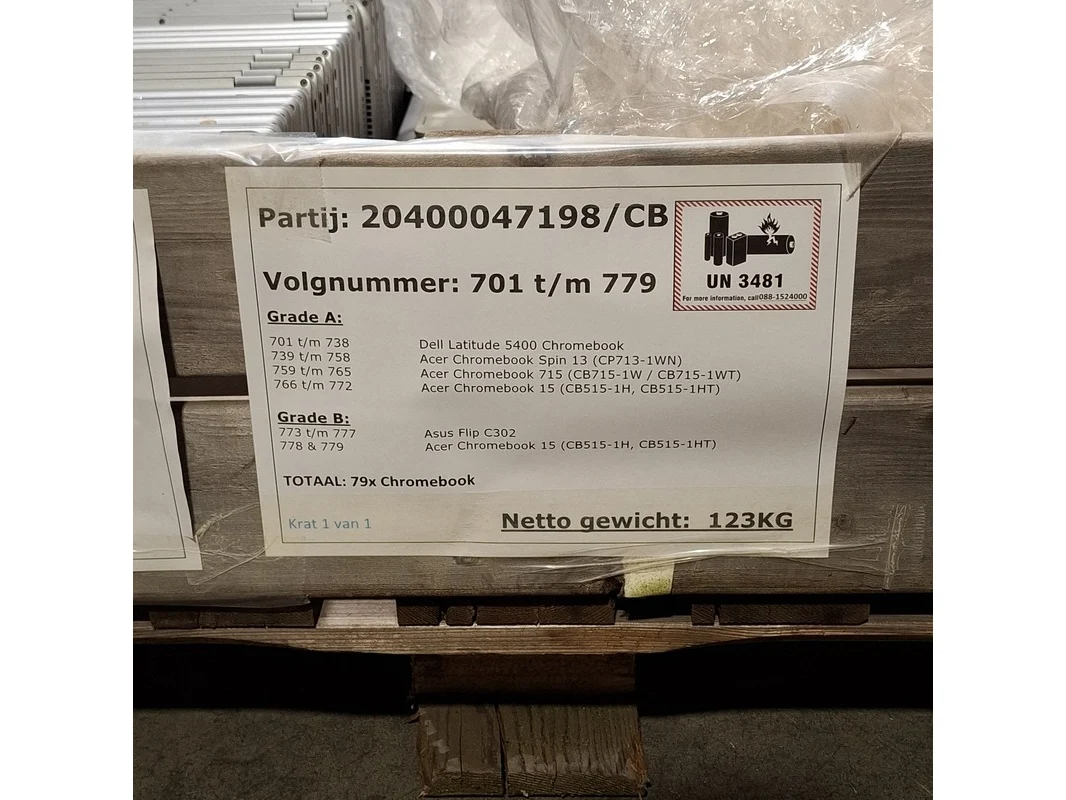 Partij: 20400047198/CB
UN 3481
For more information, call 088-1524000
Volgnummer: 701 t/m 779
Grade A:
701 t/m 738 Dell Latitude 5400 Chromebook
739 t/m 758 Acer Chromebook Spin 13 (CP713-1WN)
759 t/m 765 Acer Chromebook 715 (CB715-1W / CB715-1WT)
766 t/m 772 Acer Chromebook 15 (CB515-1H, CB515-1HT)
Grade B:
773 t/m 777 Asus Flip C302
778 & 779 Acer Chromebook 15 (CB515-1H, CB515-1HT)
TOTAAL: 79x Chromebook
Krat 1 van 1 Netto gewicht: 123KG